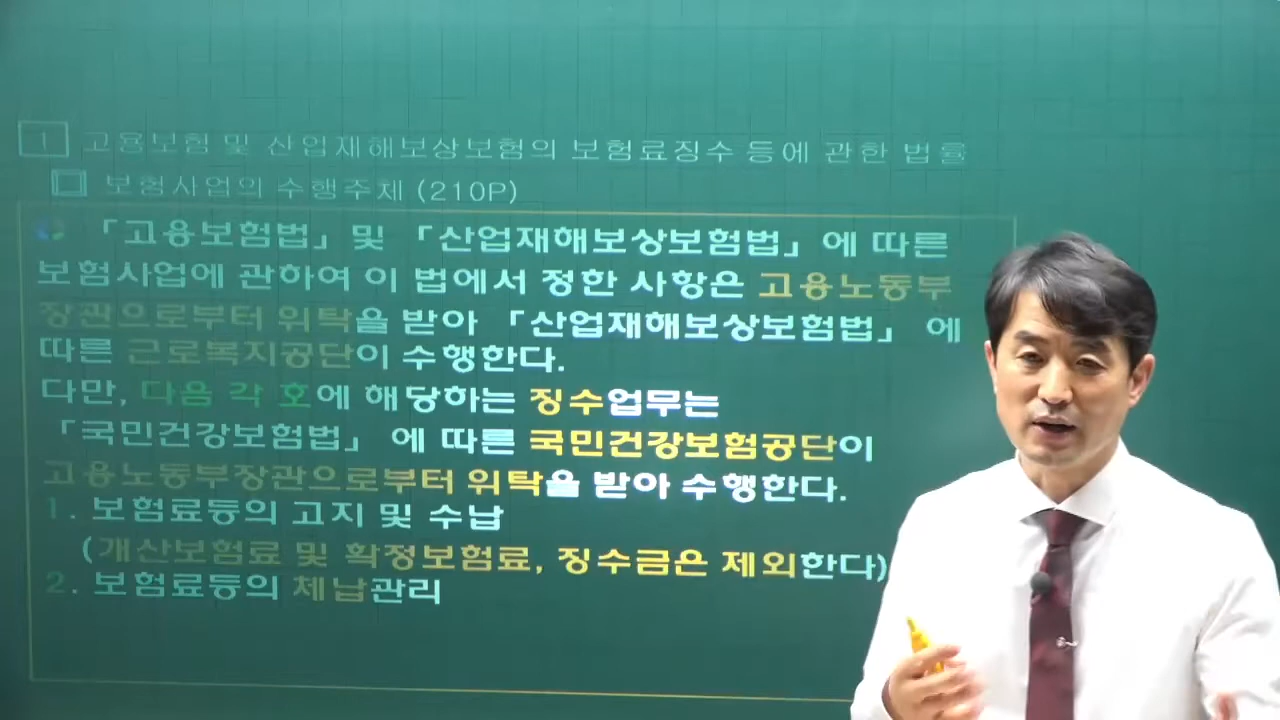 1 고용보험 및 산업재해보상보험의 보험료징수 등에 관한 법률
보험사업의 수행주체 (210P)
「고용보험법」 및 「산업재해보상보험법」에 따른
보험사업에 관하여 이 법에서 정한 사항은 고용노동부
장관으로부터 위탁을 받아 「산업재해보상보험법」 에
따른 근로복지공단이 수행한다.
다만, 다음 각 호에 해당하는 징수업무는
「국민건강보험법」 에 따른 국민건강보험공단이
고용노동부장관으로부터 위탁을 받아 수행한다.
1. 보험료등의 고지 및 수납
(개산보험료 및 확정보험료, 징수금은 제외한다)
2. 보험료등의 체납관리